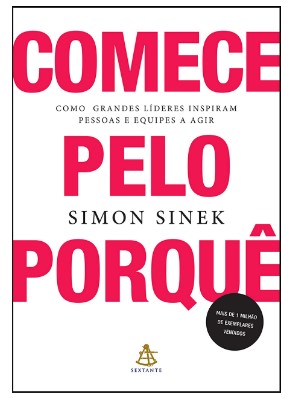 COMECE
COMO GRANDES LÍDERES INSPIRAM
PESSOAS E EQUIPES A AGIR
PELO
SIMON SINEK
PORQUÊ
MAIS DE 1 MILHÃO
DE EXEMPLARES
VENDIDOS
SEXTANTE